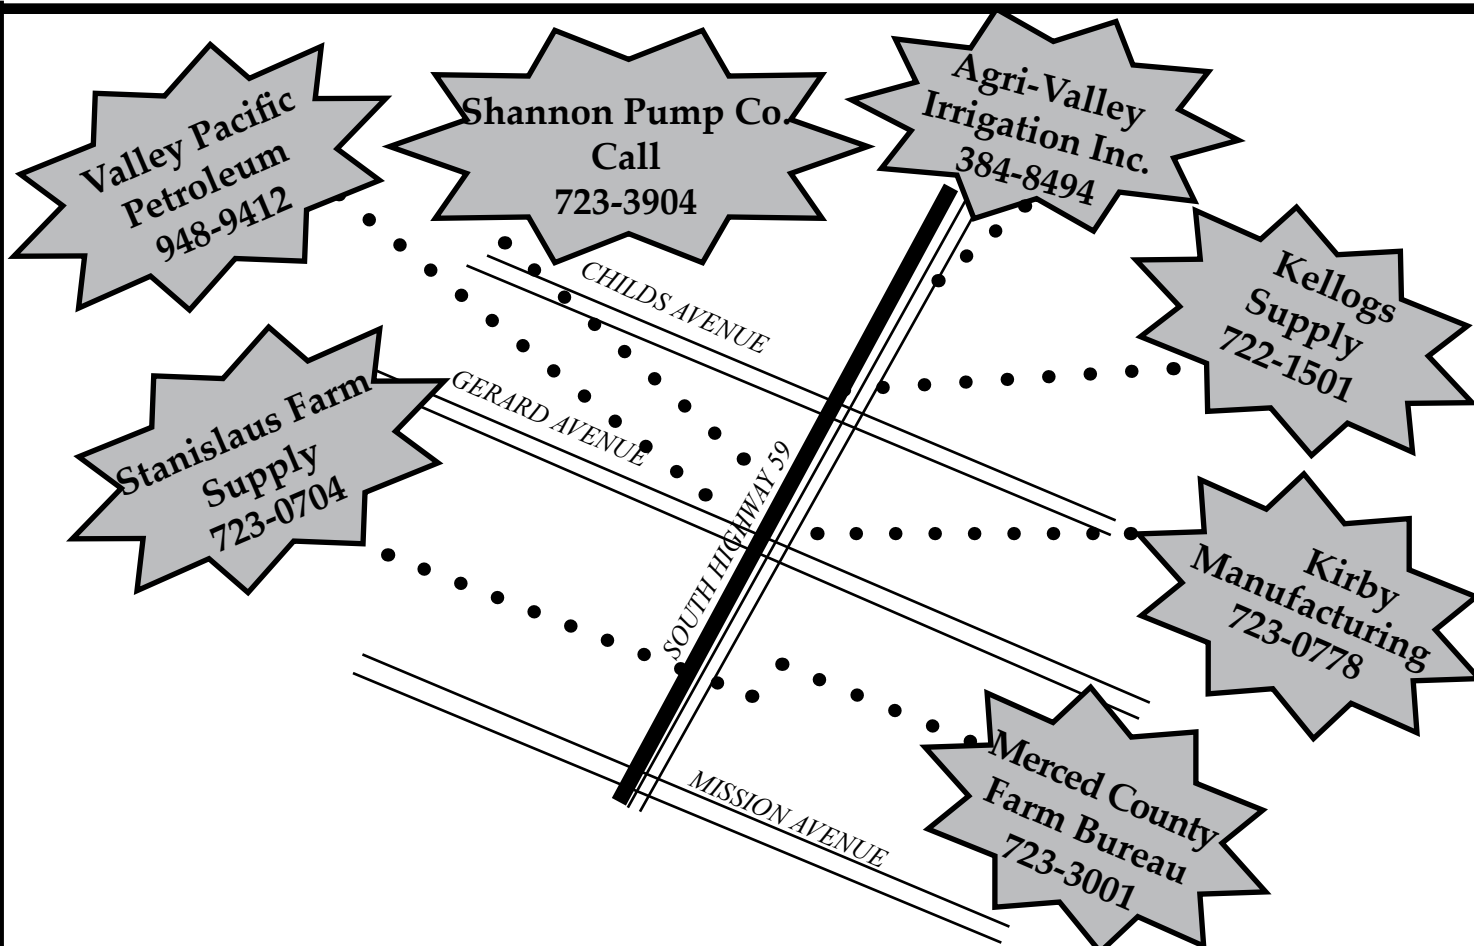 Valley Pacific
Petroleum
948-9412
Shannon Pump Co.
Call
723-3904
Agri-Valley
Irrigation Inc.
384-8494
Kellogs
Supply
722-1501
CHILDS AVENUE
Stanislaus Farm
Supply
723-0704
GERARD AVENUE
SOUTH HIGHWAY 59
Kirby
Manufacturing
723-0778
MISSION AVENUE
Merced County
Farm Bureau
723-3001